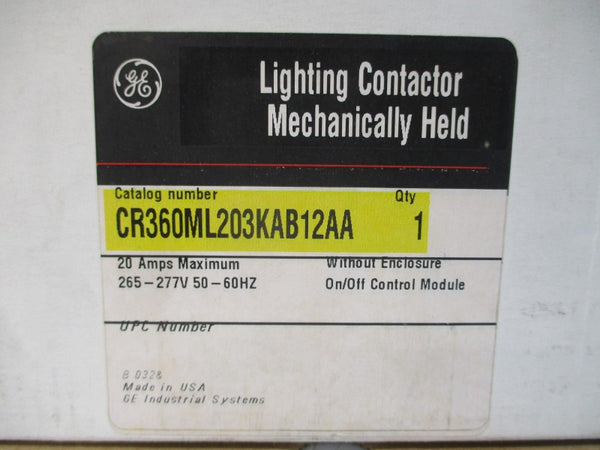 GE
Lighting Contactor
Mechanically Held
Catalog number Qty
CR360ML203KAB12AA 1
20 Amps Maximum Without Enclosure
265-277V 50-60HZ On/Off Control Module
UPC Number
B 0328
Made in USA
GE Industrial Systems